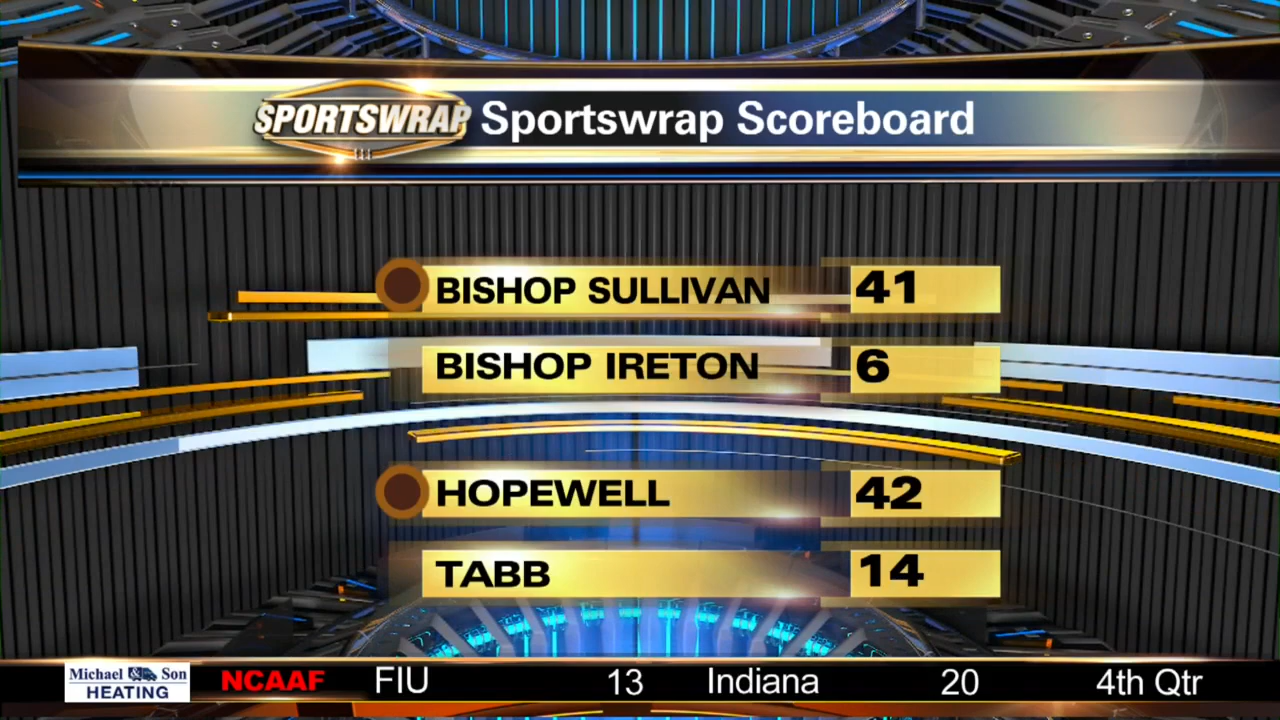 SPORTSWRAP Sportswrap Scoreboard
BISHOP SULLIVAN 41
BISHOP IRETON 6
HOPEWELL 42
TABB 14
Michael & Son
HEATING
NCAAF FIU 13 Indiana 20 4th Qtr